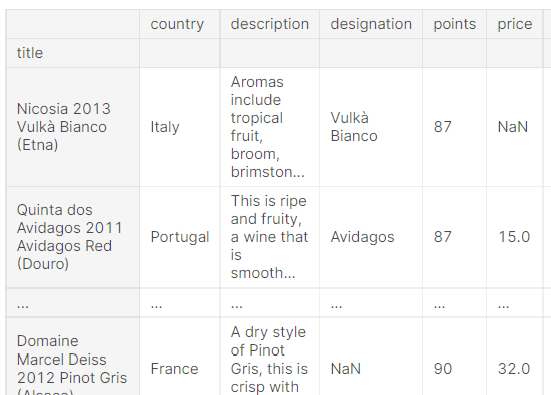 country
description
designation
points
price
title
Nicosia 2013
Vulkà Bianco
(Etna)
Italy
Aromas
include
tropical
fruit,
broom,
brimston...
Vulkà
Bianco
87
NaN
Quinta dos
Avidagos 2011
Avidagos Red
(Douro)
Portugal
This is ripe
and fruity,
a wine that
is
smooth...
Avidagos
87
15.0
...
...
...
...
...
...
Domaine
Marcel Deiss
2012 Pinot Gris
France
A dry style
of Pinot
Gris, this is
crisp with
NaN
90
32.0